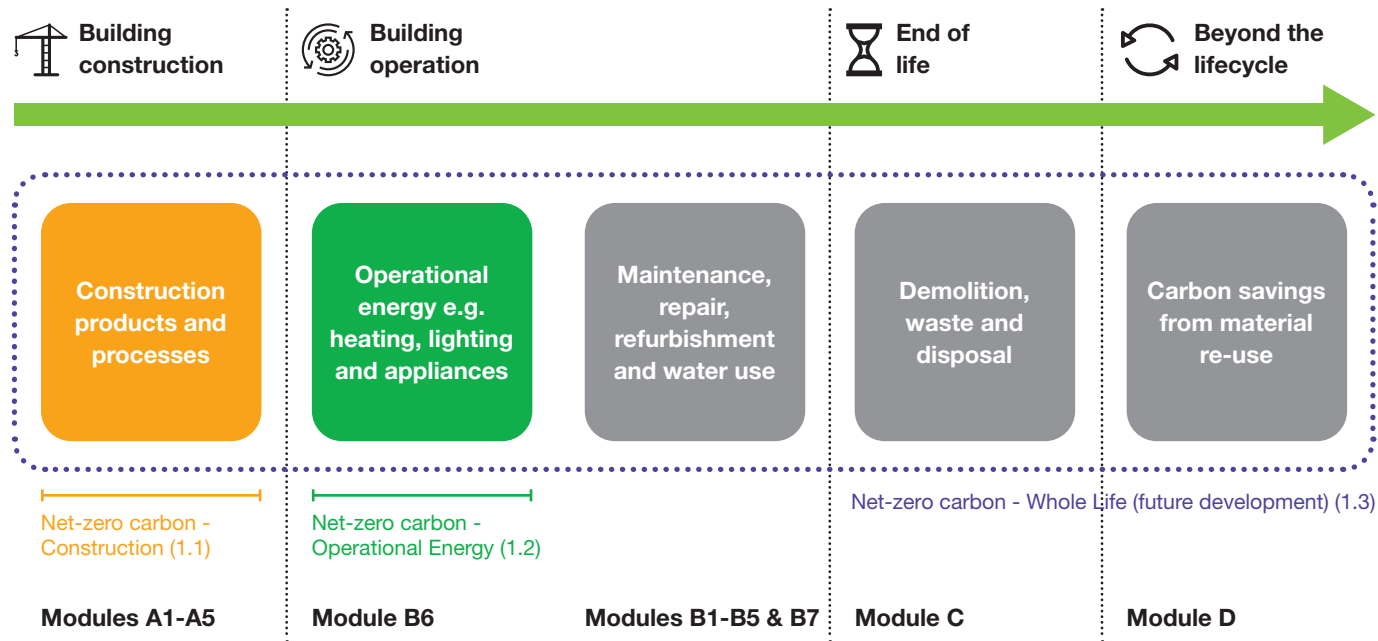 Building
construction
Building
operation
End of
life
Beyond the
lifecycle
Construction
products and
processes
Operational
energy e.g.
heating, lighting
and appliances
Maintenance,
repair,
refurbishment
and water use
Demolition,
waste and
disposal
Carbon savings
from material
re-use
Net-zero carbon -
Construction (1.1)
Net-zero carbon -
Operational Energy (1.2)
Net-zero carbon - Whole Life (future development) (1.3)
Modules A1-A5
Module B6
Modules B1-B5 & B7
Module C
Module D